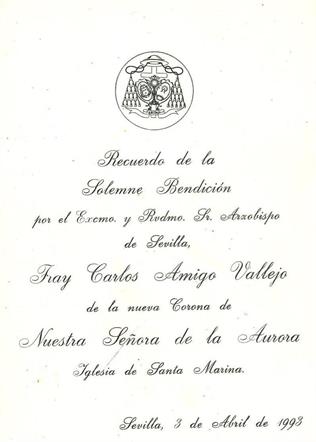 Recuerdo de la
Solemne Bendición
por el Excmo. y Rvdmo. Sr. Arzobispo
de Sevilla,
Fray Carlos Amigo Vallejo
de la nueva Corona de
Nuestra Señora de la Aurora
Iglesia de Santa Marina.
Sevilla, 3 de Abril de 1993